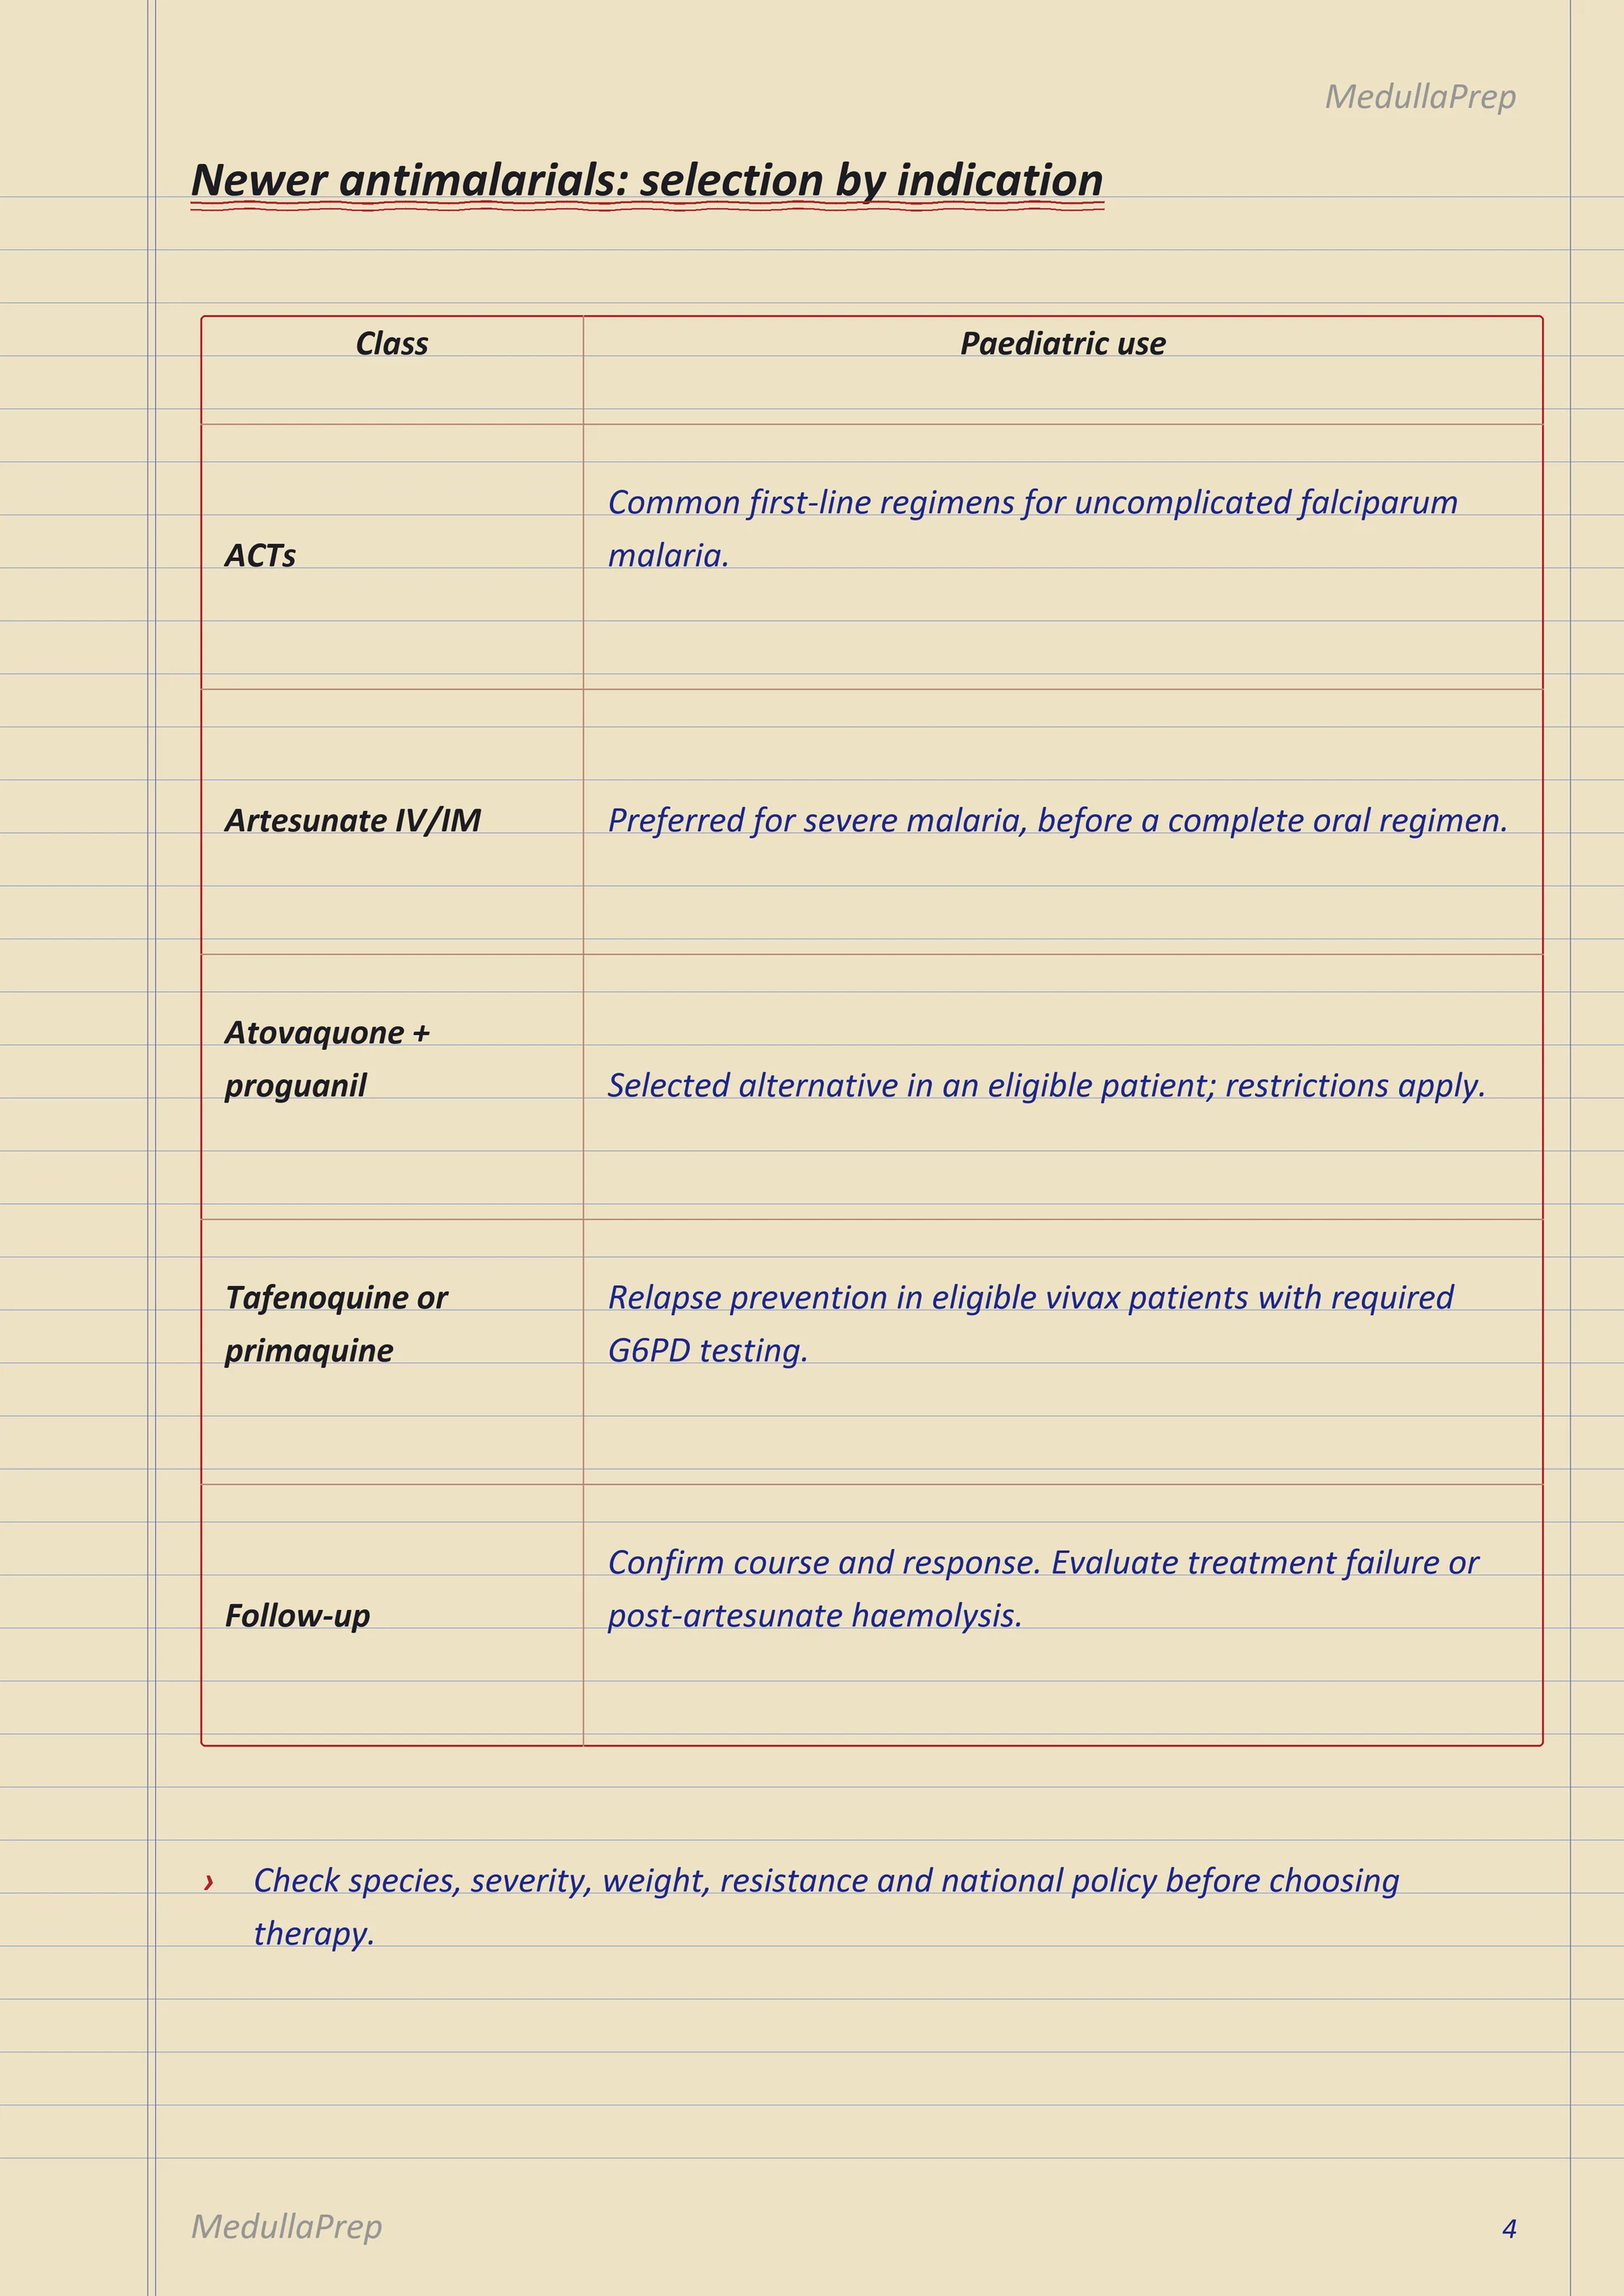 MedullaPrep
Newer antimalarials: selection by indication
Class
Paediatric use
ACTs
Common first-line regimens for uncomplicated falciparum
malaria.
Artesunate IV/IM
Preferred for severe malaria, before a complete oral regimen.
Atovaquone +
proguanil
Selected alternative in an eligible patient; restrictions apply.
Tafenoquine or
primaquine
Relapse prevention in eligible vivax patients with required
G6PD testing.
Follow-up
Confirm course and response. Evaluate treatment failure or
post-artesunate haemolysis.
› Check species, severity, weight, resistance and national policy before choosing
therapy.
MedullaPrep
4